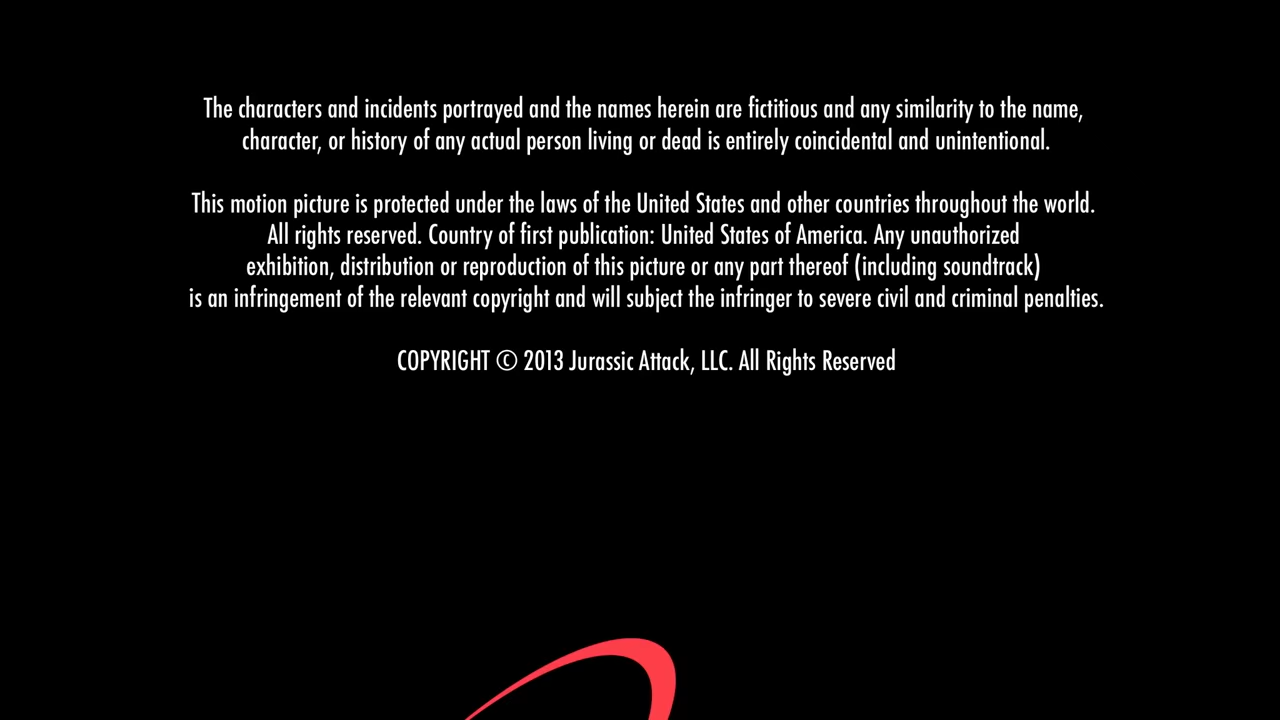 The characters and incidents portrayed and the names herein are fictitious and any similarity to the name,
character, or history of any actual person living or dead is entirely coincidental and unintentional.
This motion picture is protected under the laws of the United States and other countries throughout the world.
All rights reserved. Country of first publication: United States of America. Any unauthorized
exhibition, distribution or reproduction of this picture or any part thereof (including soundtrack)
is an infringement of the relevant copyright and will subject the infringer to severe civil and criminal penalties.
COPYRIGHT © 2013 Jurassic Attack, LLC. All Rights Reserved